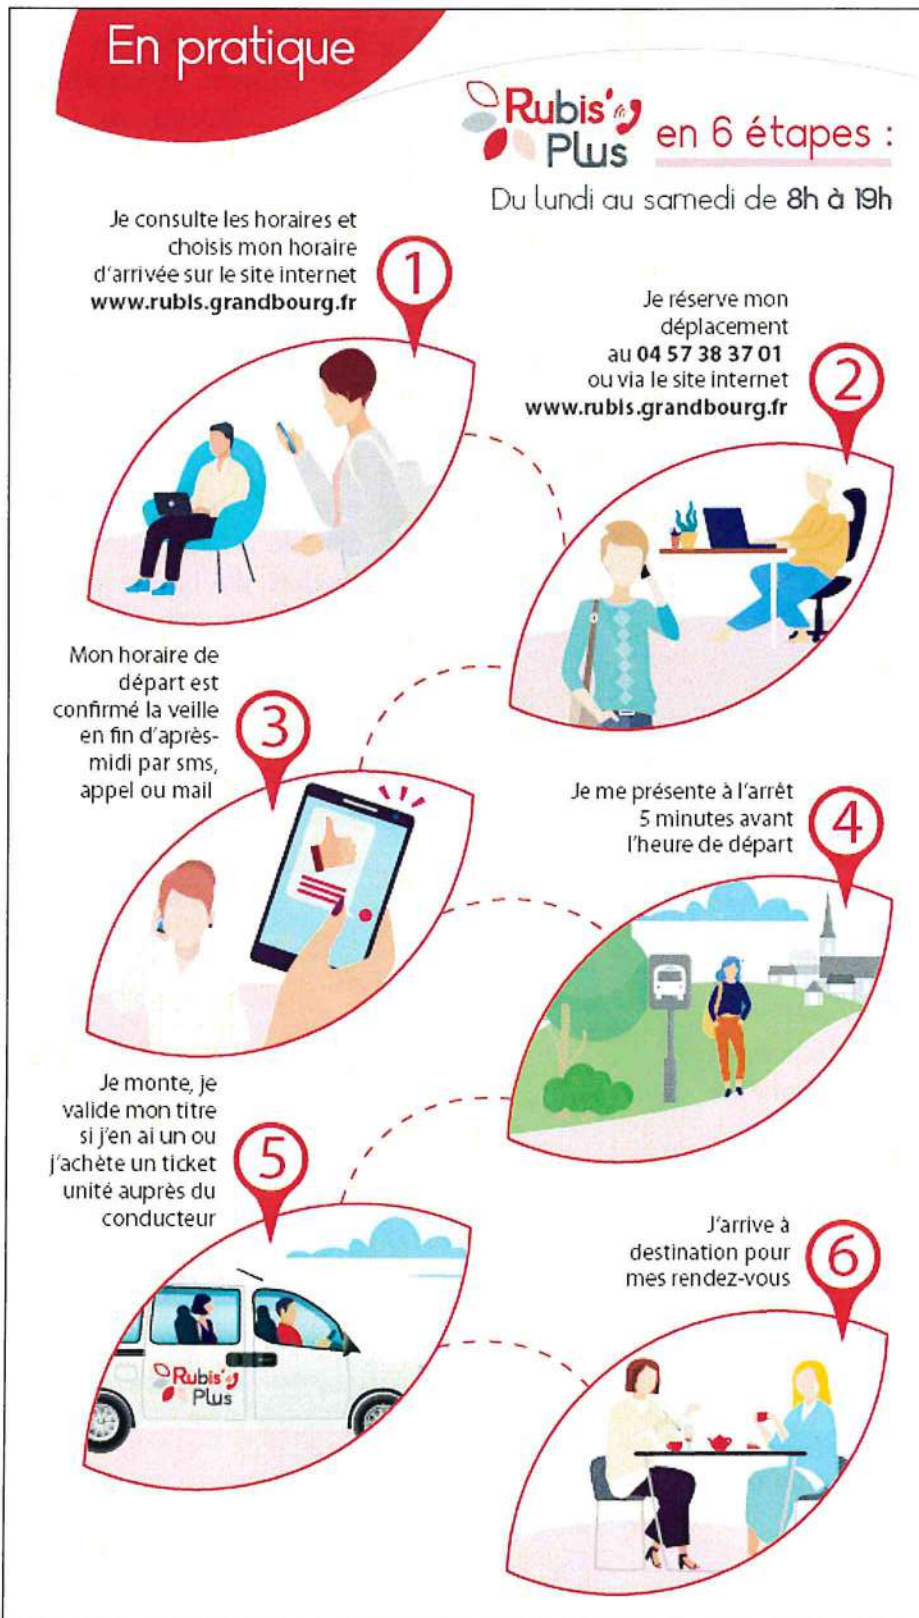 En pratique
Rubis'
Plus
en 6 étapes :
Du lundi au samedi de 8h à 19h
Je consulte les horaires et
choisis mon horaire
d'arrivée sur le site internet
www.rubis.grandbourg.fr
1
Je réserve mon
déplacement
au 04 57 38 37 01
ou via le site internet
www.rubis.grandbourg.fr
2
Mon horaire de
départ est
confirmé la veille
en fin d'après-
midi par sms,
appel ou mail
3
Je me présente à l'arrêt
5 minutes avant
l'heure de départ
4
Je monte, je
valide mon titre
si j'en ai un ou
j'achète un ticket
unité auprès du
conducteur
5
Rubis'
Plus
J'arrive à
destination pour
mes rendez-vous
6